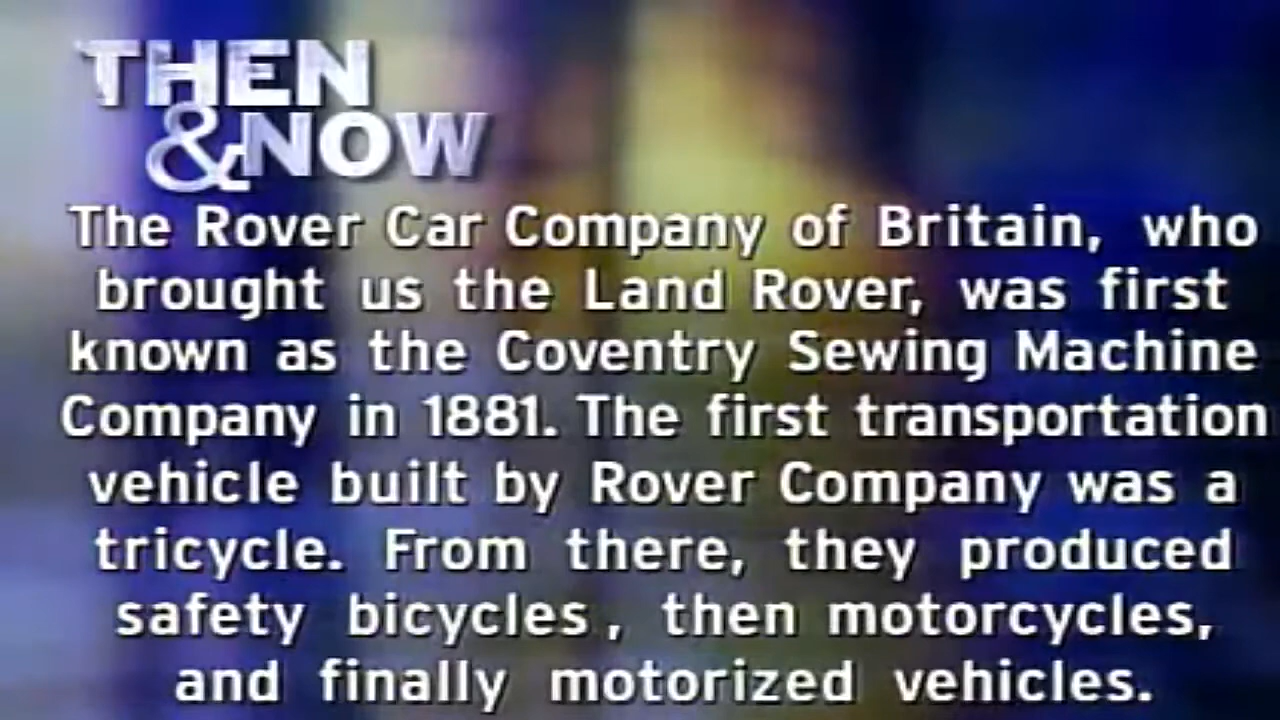 THEN
&NOW
The Rover Car Company of Britain, who
brought us the Land Rover, was first
known as the Coventry Sewing Machine
Company in 1881. The first transportation
vehicle built by Rover Company was a
tricycle. From there, they produced
safety bicycles, then motorcycles,
and finally motorized vehicles.